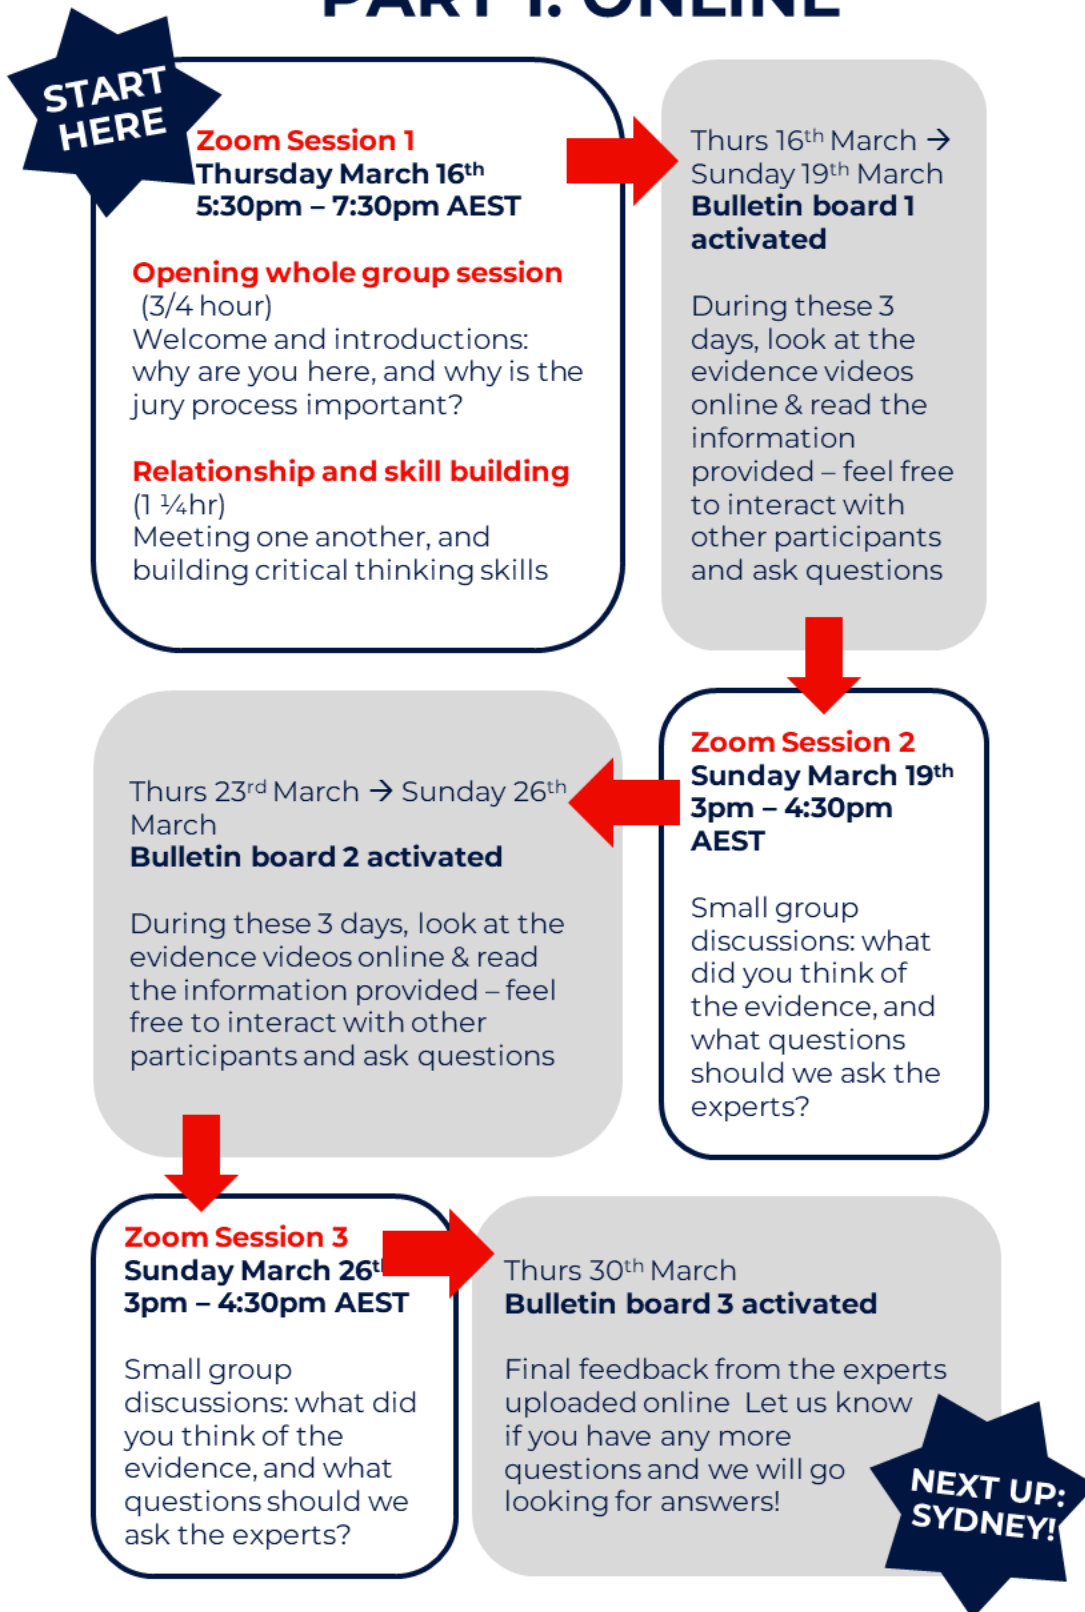 PART 1: ONLINE
START
HERE
Zoom Session 1
Thursday March 16th
5:30pm – 7:30pm AEST
Opening whole group session
(3/4 hour)
Welcome and introductions:
why are you here, and why is the
jury process important?
Relationship and skill building
(1 ¼hr)
Meeting one another, and
building critical thinking skills
Thurs 16th March →
Sunday 19th March
Bulletin board 1
activated
During these 3
days, look at the
evidence videos
online & read the
information
provided – feel free
to interact with
other participants
and ask questions
Zoom Session 2
Sunday March 19th
3pm – 4:30pm
AEST
Small group
discussions: what
did you think of
the evidence, and
what questions
should we ask the
experts?
Thurs 23rd March → Sunday 26th
March
Bulletin board 2 activated
During these 3 days, look at the
evidence videos online & read
the information provided – feel
free to interact with other
participants and ask questions
Zoom Session 3
Sunday March 26th
3pm – 4:30pm AEST
Small group
discussions: what did
you think of the
evidence, and what
questions should we
ask the experts?
Thurs 30th March
Bulletin board 3 activated
Final feedback from the experts
uploaded online  Let us know
if you have any more
questions and we will go
looking for answers!
NEXT UP:
SYDNEY!